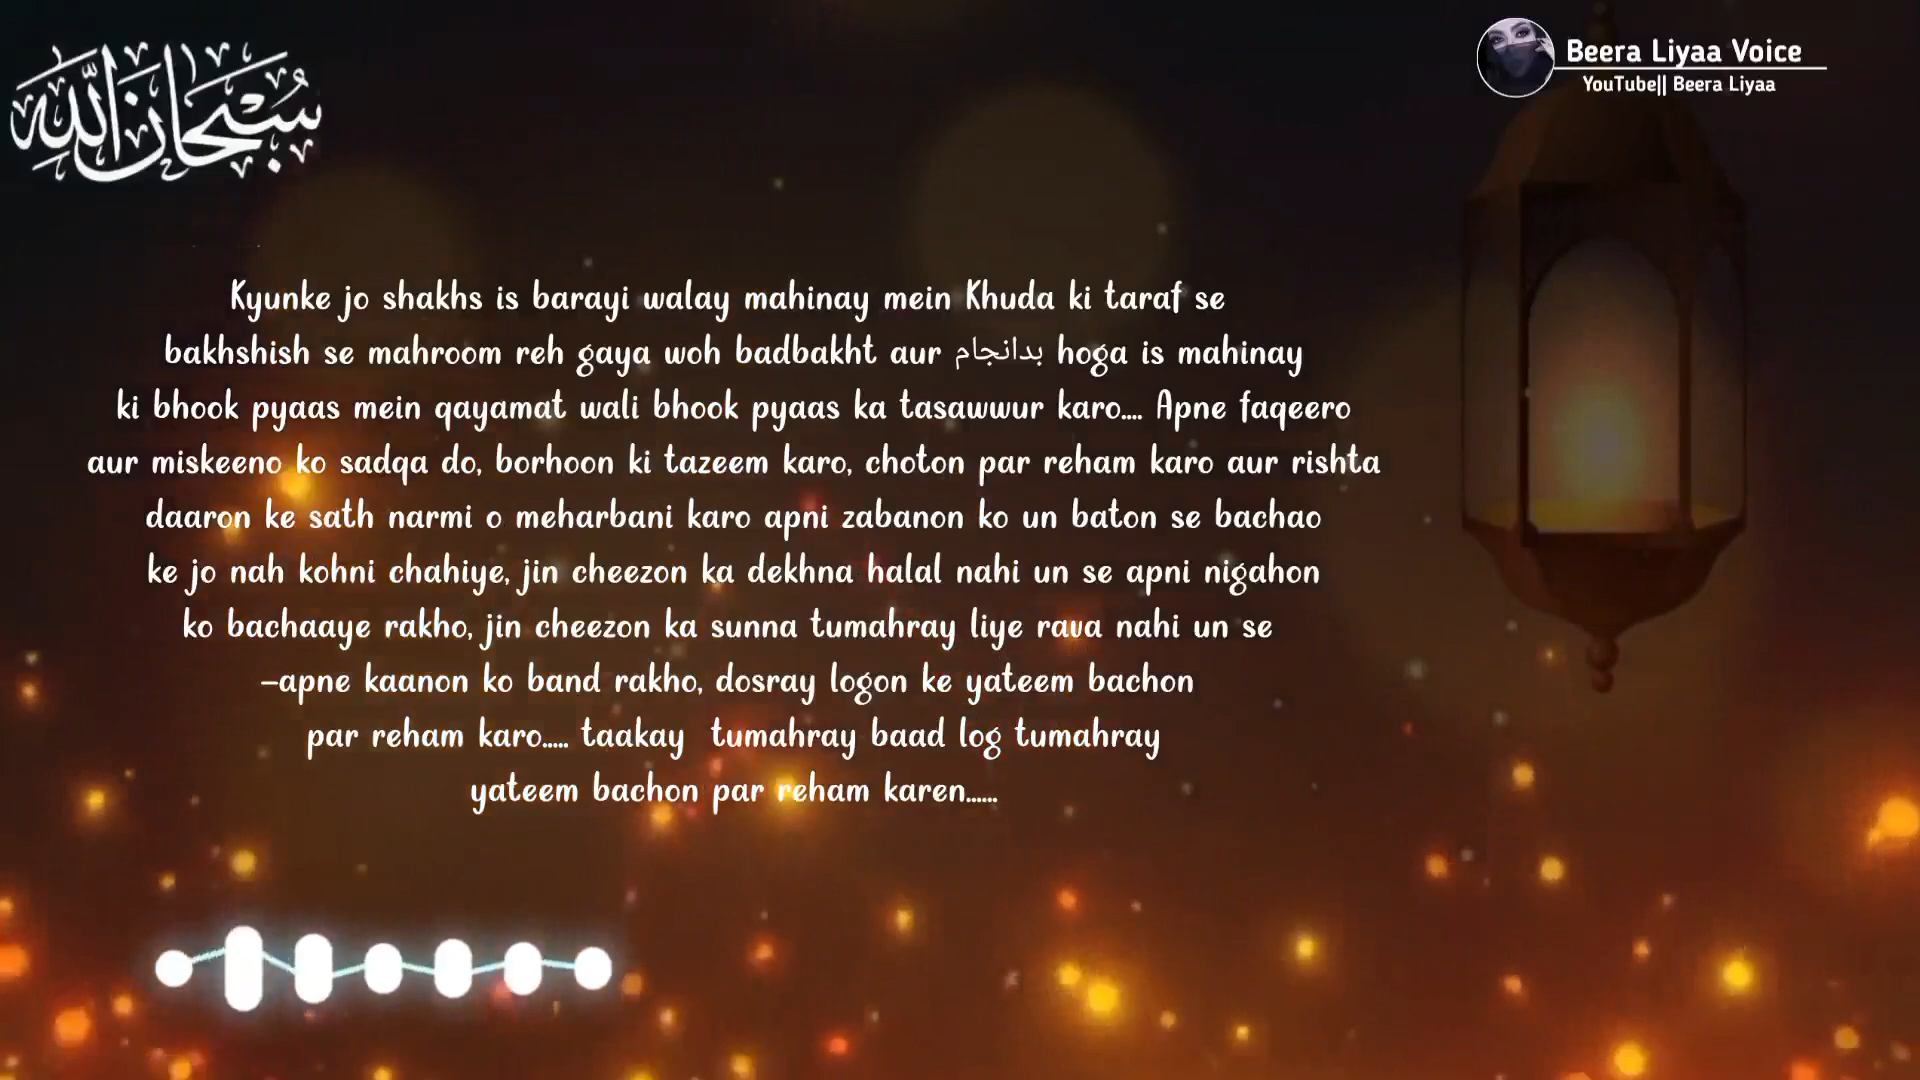 سُبْحَانَ اللّٰه
Beera Liyaa Voice
YouTube|| Beera Liyaa
Kyunke jo shakhs is barayi walay mahinay mein Khuda ki taraf se
bakhshish se mahroom reh gaya woh badbakht aur بدانجام hoga is mahinay
ki bhook pyaas mein qayamat wali bhook pyaas ka tasawwur karo.... Apne faqeero
aur miskeeno ko sadqa do, borhoon ki tazeem karo, choton par reham karo aur rishta
daaron ke sath narmi o meharbani karo apni zabanon ko un baton se bachao
ke jo nah kohni chahiye, jin cheezon ka dekhna halal nahi un se apni nigahon
ko bachaaye rakho, jin cheezon ka sunna tumahray liye rava nahi un se
–apne kaanon ko band rakho, dosray logon ke yateem bachon
par reham karo..... taakay  tumahray baad log tumahray
yateem bachon par reham karen......